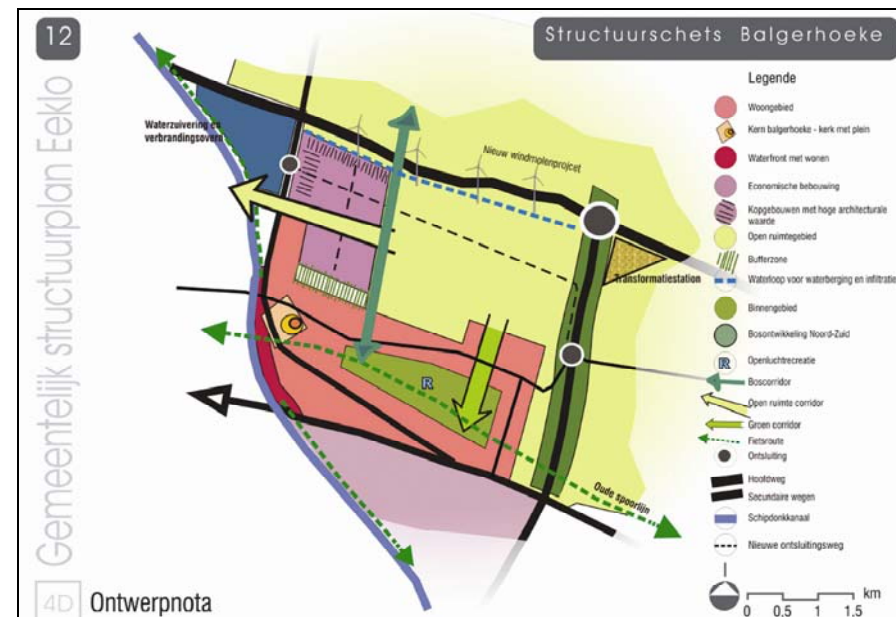 12
Structuurschets Balgerhoeke
Gemeentelijk structuurplan Eeklo
Waterzuivering en
verbrandingsovern
Nieuw windmolenprojcet
Transformatiestation
R
Oude spoorlijn
Legende
Woongebied
Kern balgerhoeke - kerk met plein
Waterfront met wonen
Economische bebouwing
Kopgebouwen met hoge architecturale
waarde
Open ruimtegebied
Bufferzone
Waterloop voor waterberging en infiltratie
Binnengebied
Bosontwikkeling Noord-Zuid
R
Openluchtrecreatie
Boscorridor
Open ruimte corridor
Groen corridor
Fietsroute
Ontsluiting
Hoofdweg
Secundaire wegen
Schipdonkkanaal
Nieuwe ontsluitingsweg
km
0 0.5 1 1.5
4D Ontwerpnota